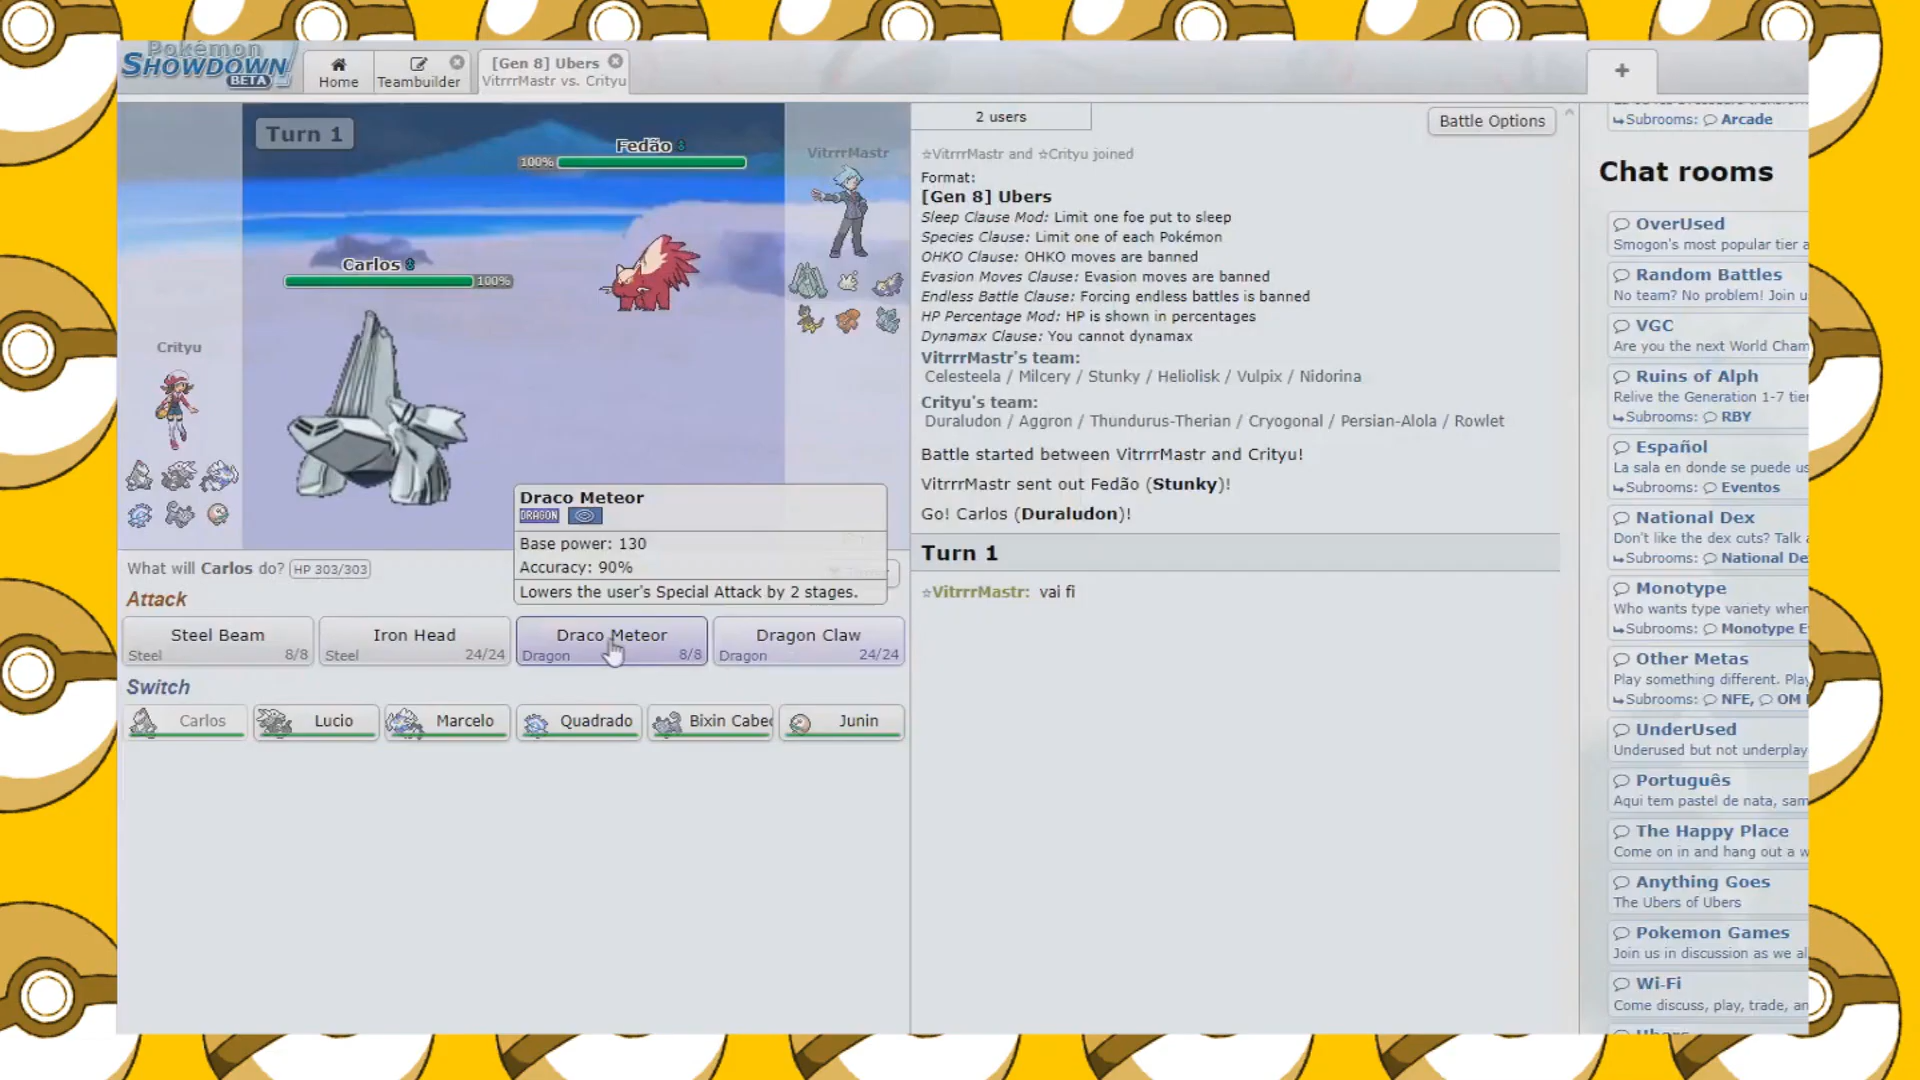 Pokémon
SHOWDOWN
BETA
Home
Teambuilder
[Gen 8] Ubers
VitrrrMastr vs. Crityu
+
Turn 1
Fedão
100%
VitrrrMastr
Carlos
100%
Crityu
Draco Meteor
DRAGON
Base power: 130
Accuracy: 90%
Lowers the user's Special Attack by 2 stages.
What will Carlos do? HP 303/303
Attack
Steel Beam
Steel 8/8
Iron Head
Steel 24/24
Draco Meteor
Dragon 8/8
Dragon Claw
Dragon 24/24
Switch
Carlos
Lucio
Marcelo
Quadrado
Bixin Cabec
Junin
2 users
Battle Options
☆VitrrrMastr and ☆Crityu joined
Format:
[Gen 8] Ubers
Sleep Clause Mod: Limit one foe put to sleep
Species Clause: Limit one of each Pokémon
OHKO Clause: OHKO moves are banned
Evasion Moves Clause: Evasion moves are banned
Endless Battle Clause: Forcing endless battles is banned
HP Percentage Mod: HP is shown in percentages
Dynamax Clause: You cannot dynamax
VitrrrMastr's team:
Celesteela / Milcery / Stunky / Heliolisk / Vulpix / Nidorina
Crityu's team:
Duraludon / Aggron / Thundurus-Therian / Cryogonal / Persian-Alola / Rowlet
Battle started between VitrrrMastr and Crityu!
VitrrrMastr sent out Fedão (Stunky)!
Go! Carlos (Duraludon)!
Turn 1
☆VitrrrMastr: vai fi
↳Subrooms: Arcade
Chat rooms
OverUsed
Smogon's most popular tier a
Random Battles
No team? No problem! Join u
VGC
Are you the next World Cham
Ruins of Alph
Relive the Generation 1-7 tier
↳Subrooms: RBY
Español
La sala en donde se puede us
↳Subrooms: Eventos
National Dex
Don't like the dex cuts? Talk
↳Subrooms: National De
Monotype
Who wants type variety when
↳Subrooms: Monotype E
Other Metas
Play something different. Play
↳Subrooms: NFE, OM
UnderUsed
Underused but not underplay
Português
Aqui tem pastel de nata, sam
The Happy Place
Come on in and hang out a w
Anything Goes
The Ubers of Ubers
Pokemon Games
Join us in discussion as we al
Wi-Fi
Come discuss, play, trade, an